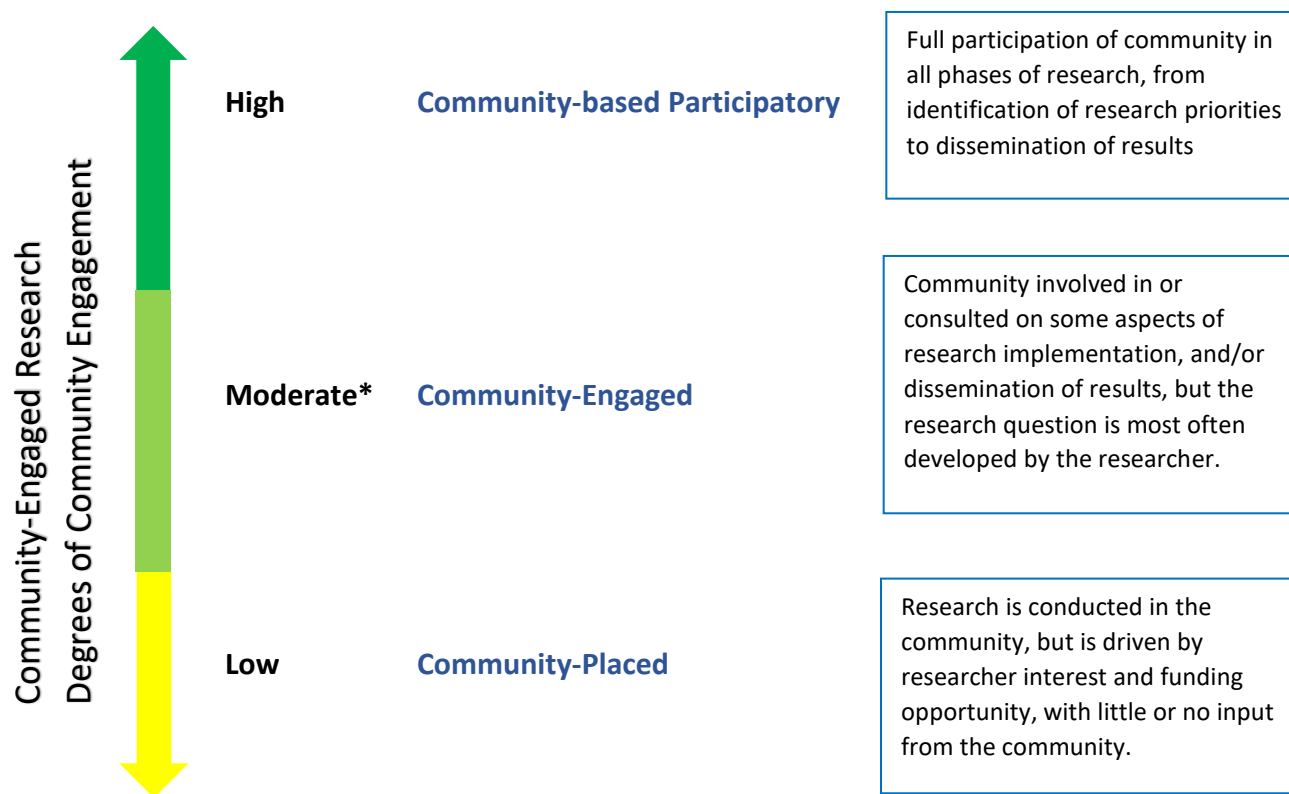 Community-Engaged Research
Degrees of Community Engagement
High
Community-based Participatory
Full participation of community in
all phases of research, from
identification of research priorities
to dissemination of results
Moderate*
Community-Engaged
Community involved in or
consulted on some aspects of
research implementation, and/or
dissemination of results, but the
research question is most often
developed by the researcher.
Low
Community-Placed
Research is conducted in the
community, but is driven by
researcher interest and funding
opportunity, with little or no input
from the community.